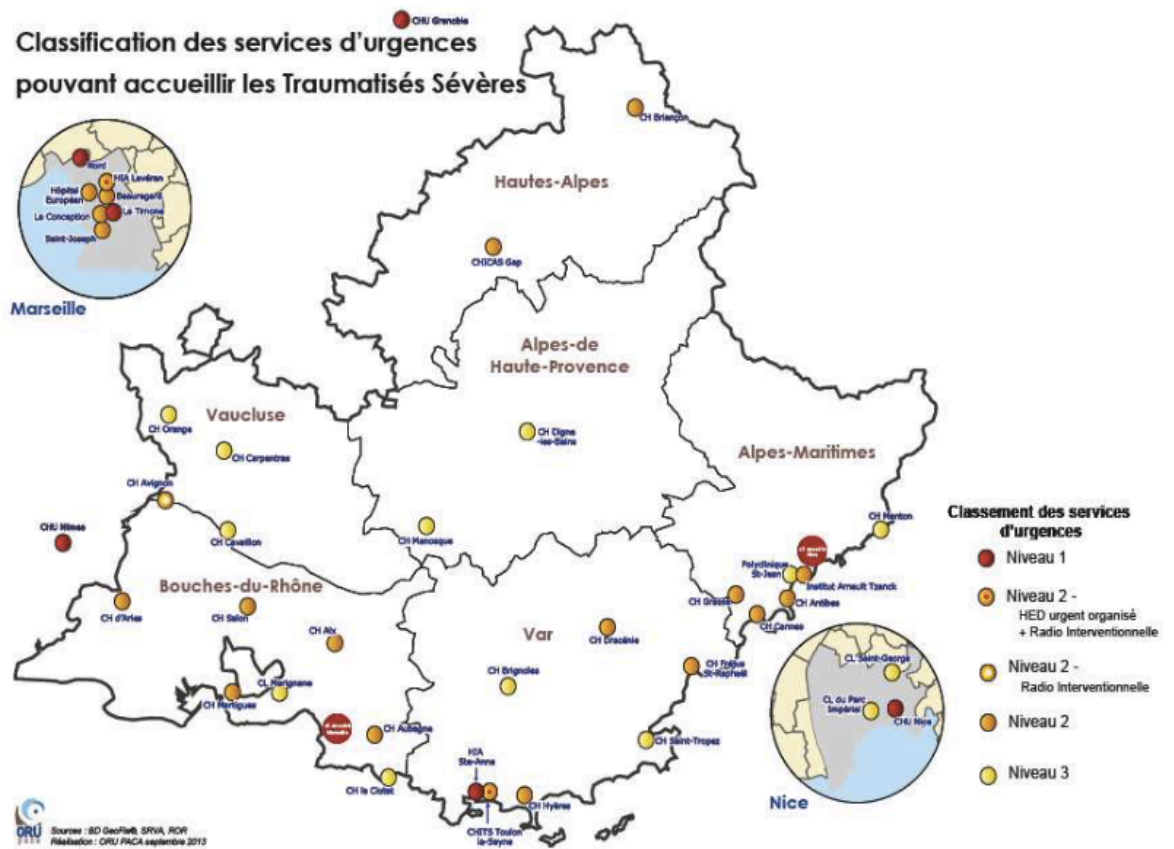 CHU Grenoble
Classification des services d'urgences
pouvant accueillir les Traumatisés Sévères
CH Briançon
Hautes-Alpes
CHICAS Gap
Nord
HIA Lavéran
Hôpital
Européen
Beauregard
La Conception
La Timone
Saint-Joseph
Marseille
Alpes-de
Haute-Provence
Vaucluse
CH Orange
CH Carpentras
CH Digne
-les-Bains
Alpes-Maritimes
CH Avignon
CHU Nîmes
CH Cavaillon
CH Manosque
CH Menton
Polyclinique
St-Jean
Institut Arnault Tzanck
CH Grasse
CH Antibes
CH Cannes
Bouches-du-Rhône
CH d'Arles
CH Salon
CH Aix
Var
CH Dracénie
CH Fréjus
St-Raphaël
CH Brignoles
CL Marignane
CH Martigues
CH Aubagne
CH la Ciotat
HIA
Ste-Anne
CH Saint-Tropez
CH Hyères
CHITS Toulon
la-Seyne
CL Saint-George
CL du Parc
Impérial
CHU Nice
Nice
Classement des services
d'urgences
Niveau 1
Niveau 2 -
HED urgent organisé
+ Radio Interventionnelle
Niveau 2 -
Radio Interventionnelle
Niveau 2
Niveau 3
ORU
PACA
Sources : BD GeoFla®, SRVA, ROR
Réalisation : ORU PACA septembre 2013